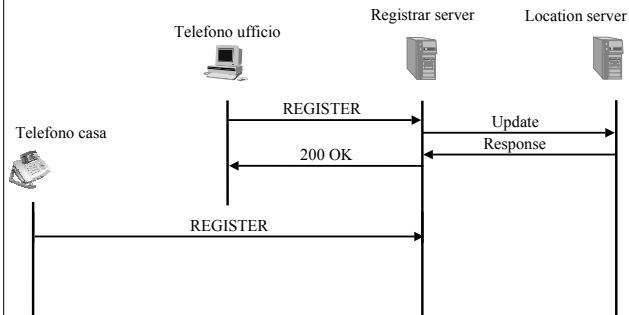 Registrar server
Location server
Telefono ufficio
REGISTER
Update
Telefono casa
Response
200 OK
REGISTER